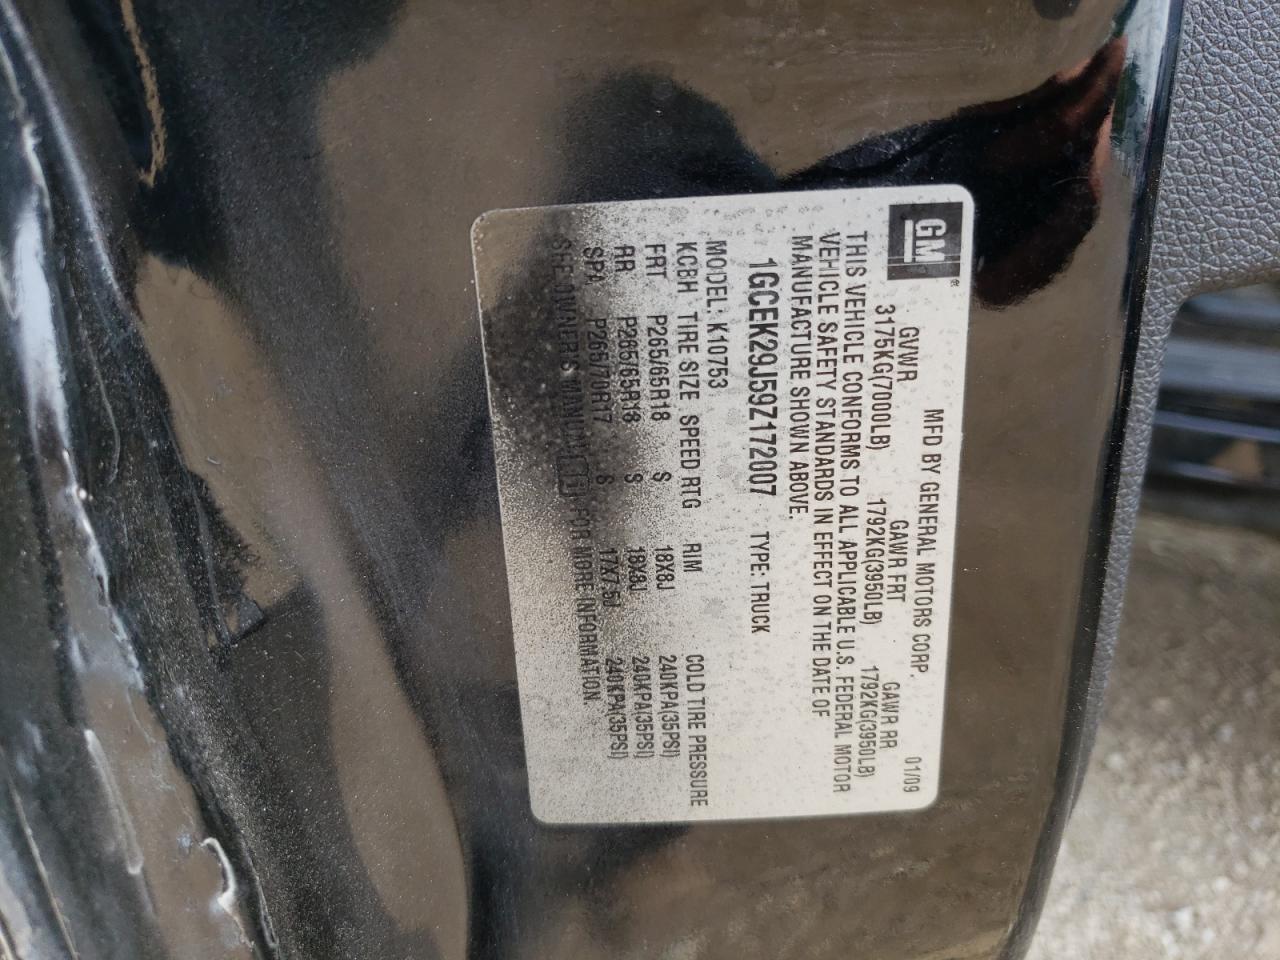 GM ®
MFD BY GENERAL MOTORS CORP. 01/09
GVWR GAWR FRT GAWR RR
3175KG(7000LB) 1792KG(3950LB) 1792KG(3950LB)
THIS VEHICLE CONFORMS TO ALL APPLICABLE U.S. FEDERAL MOTOR
VEHICLE SAFETY STANDARDS IN EFFECT ON THE DATE OF
MANUFACTURE SHOWN ABOVE.
1GCEK29J59Z172007 TYPE: TRUCK
MODEL: K10753
KCBH TIRE SIZE SPEED RTG RIM COLD TIRE PRESSURE
FRT P265/65R18 S 18X8J 240KPA(35PSI)
RR P265/65R18 S 18X8J 240KPA(35PSI)
SPA P265/70R17 S 17X7.5J 240KPA(35PSI)
SEE OWNER'S MANUAL FOR MORE INFORMATION.